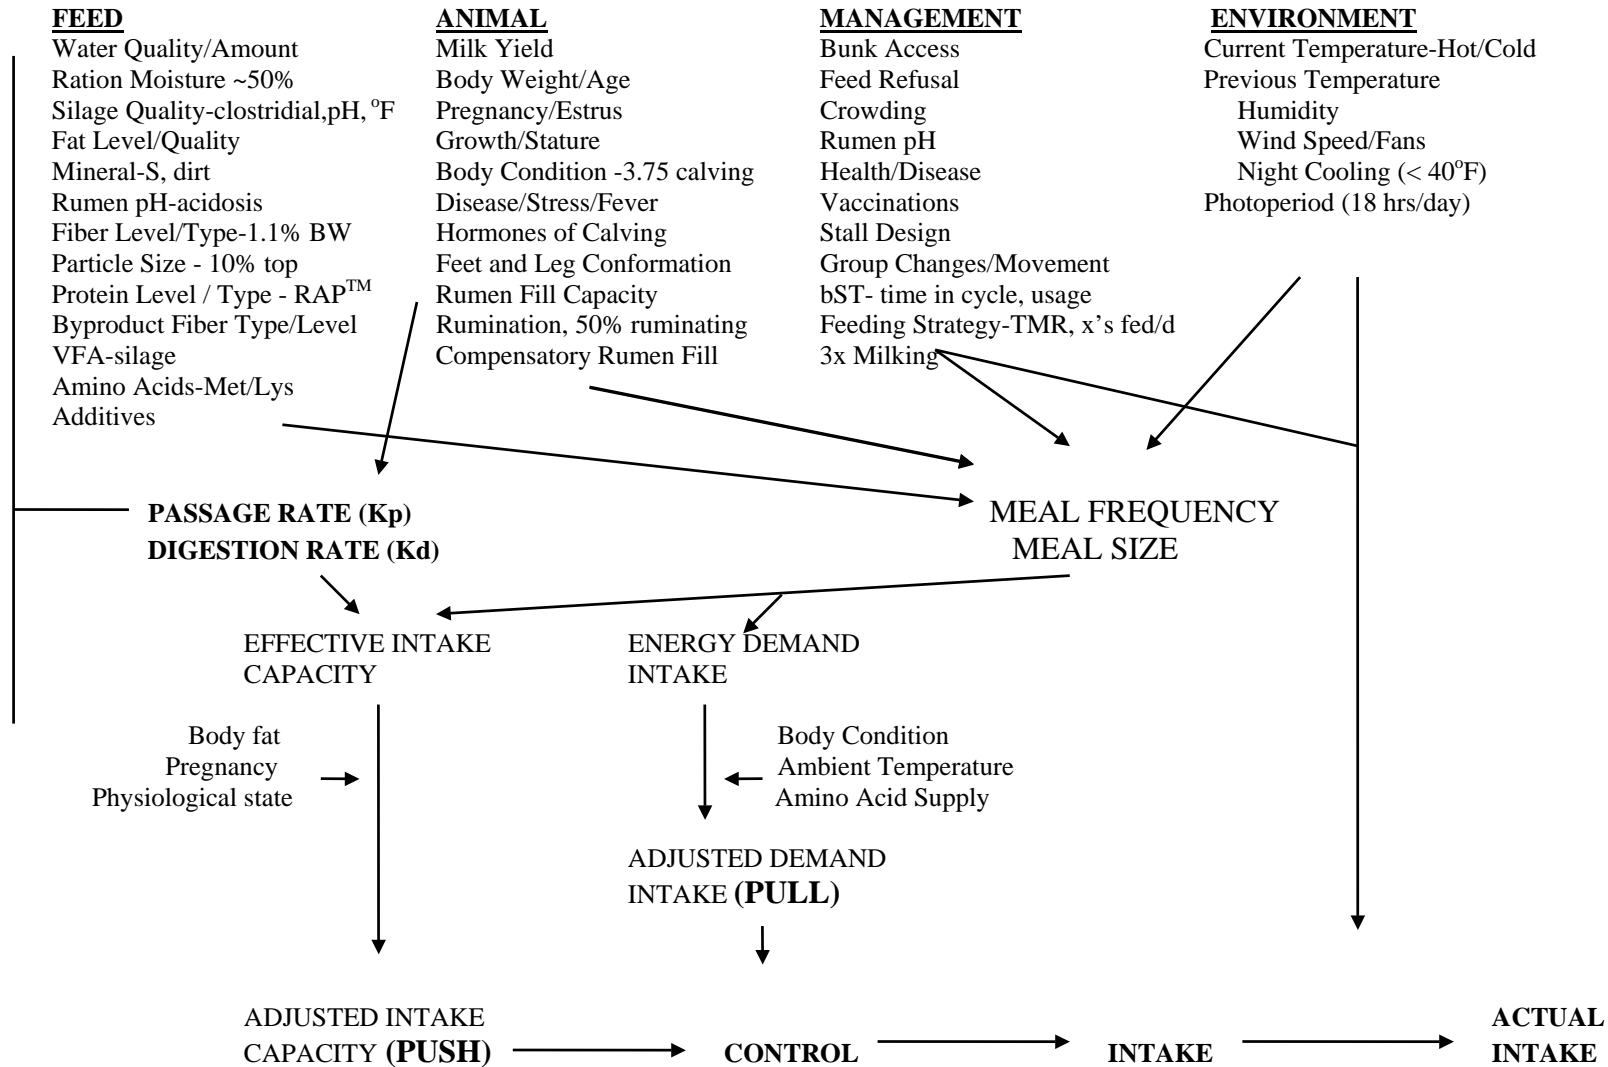 FEED
Water Quality/Amount
Ration Moisture ~50%
Silage Quality-clostridial,pH, °F
Fat Level/Quality
Mineral-S, dirt
Rumen pH-acidosis
Fiber Level/Type-1.1% BW
Particle Size - 10% top
Protein Level / Type - RAP™
Byproduct Fiber Type/Level
VFA-silage
Amino Acids-Met/Lys
Additives
ANIMAL
Milk Yield
Body Weight/Age
Pregnancy/Estrus
Growth/Stature
Body Condition -3.75 calving
Disease/Stress/Fever
Hormones of Calving
Feet and Leg Conformation
Rumen Fill Capacity
Rumination, 50% ruminating
Compensatory Rumen Fill
MANAGEMENT
Bunk Access
Feed Refusal
Crowding
Rumen pH
Health/Disease
Vaccinations
Stall Design
Group Changes/Movement
bST- time in cycle, usage
Feeding Strategy-TMR, x's fed/d
3x Milking
ENVIRONMENT
Current Temperature-Hot/Cold
Previous Temperature
Humidity
Wind Speed/Fans
Night Cooling (< 40°F)
Photoperiod (18 hrs/day)
PASSAGE RATE (Kp)
DIGESTION RATE (Kd)
MEAL FREQUENCY
MEAL SIZE
EFFECTIVE INTAKE
CAPACITY
ENERGY DEMAND
INTAKE
Body fat
Pregnancy
Physiological state
Body Condition
Ambient Temperature
Amino Acid Supply
ADJUSTED DEMAND
INTAKE (PULL)
ADJUSTED INTAKE
CAPACITY (PUSH)
CONTROL
INTAKE
ACTUAL
INTAKE